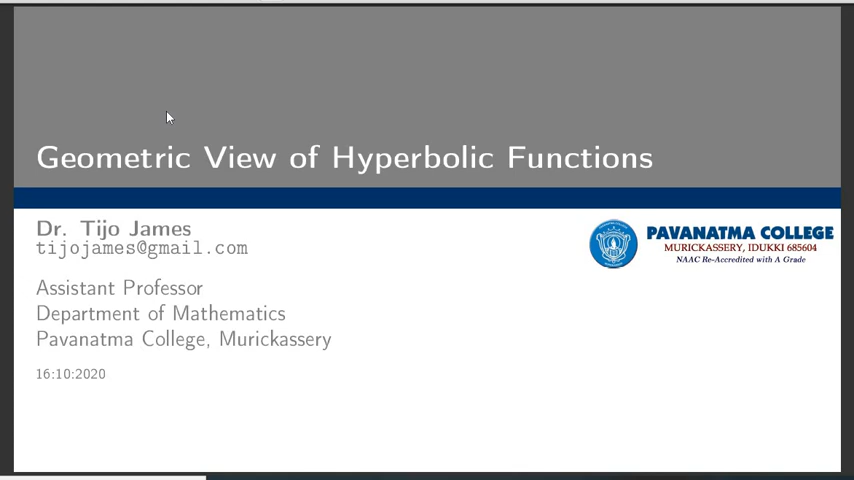 Geometric View of Hyperbolic Functions
Dr. Tijo James
tijojames@gmail.com
PAVANATMA COLLEGE
MURICKASSERY, IDUKKI 685604
NAAC Re-Accredited with A Grade
Assistant Professor
Department of Mathematics
Pavanatma College, Murickassery
16:10:2020